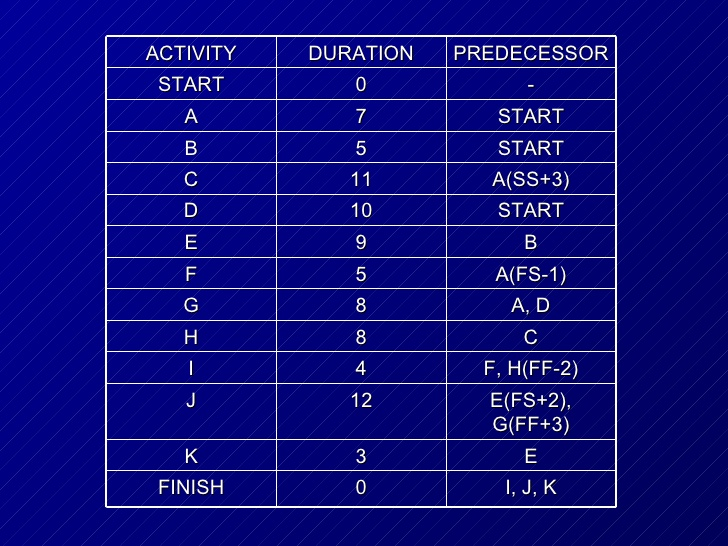 ACTIVITY DURATION PREDECESSOR
START 0 -
A 7 START
B 5 START
C 11 A(SS+3)
D 10 START
E 9 B
F 5 A(FS-1)
G 8 A, D
H 8 C
I 4 F, H(FF-2)
J 12 E(FS+2),
G(FF+3)
K 3 E
FINISH 0 I, J, K